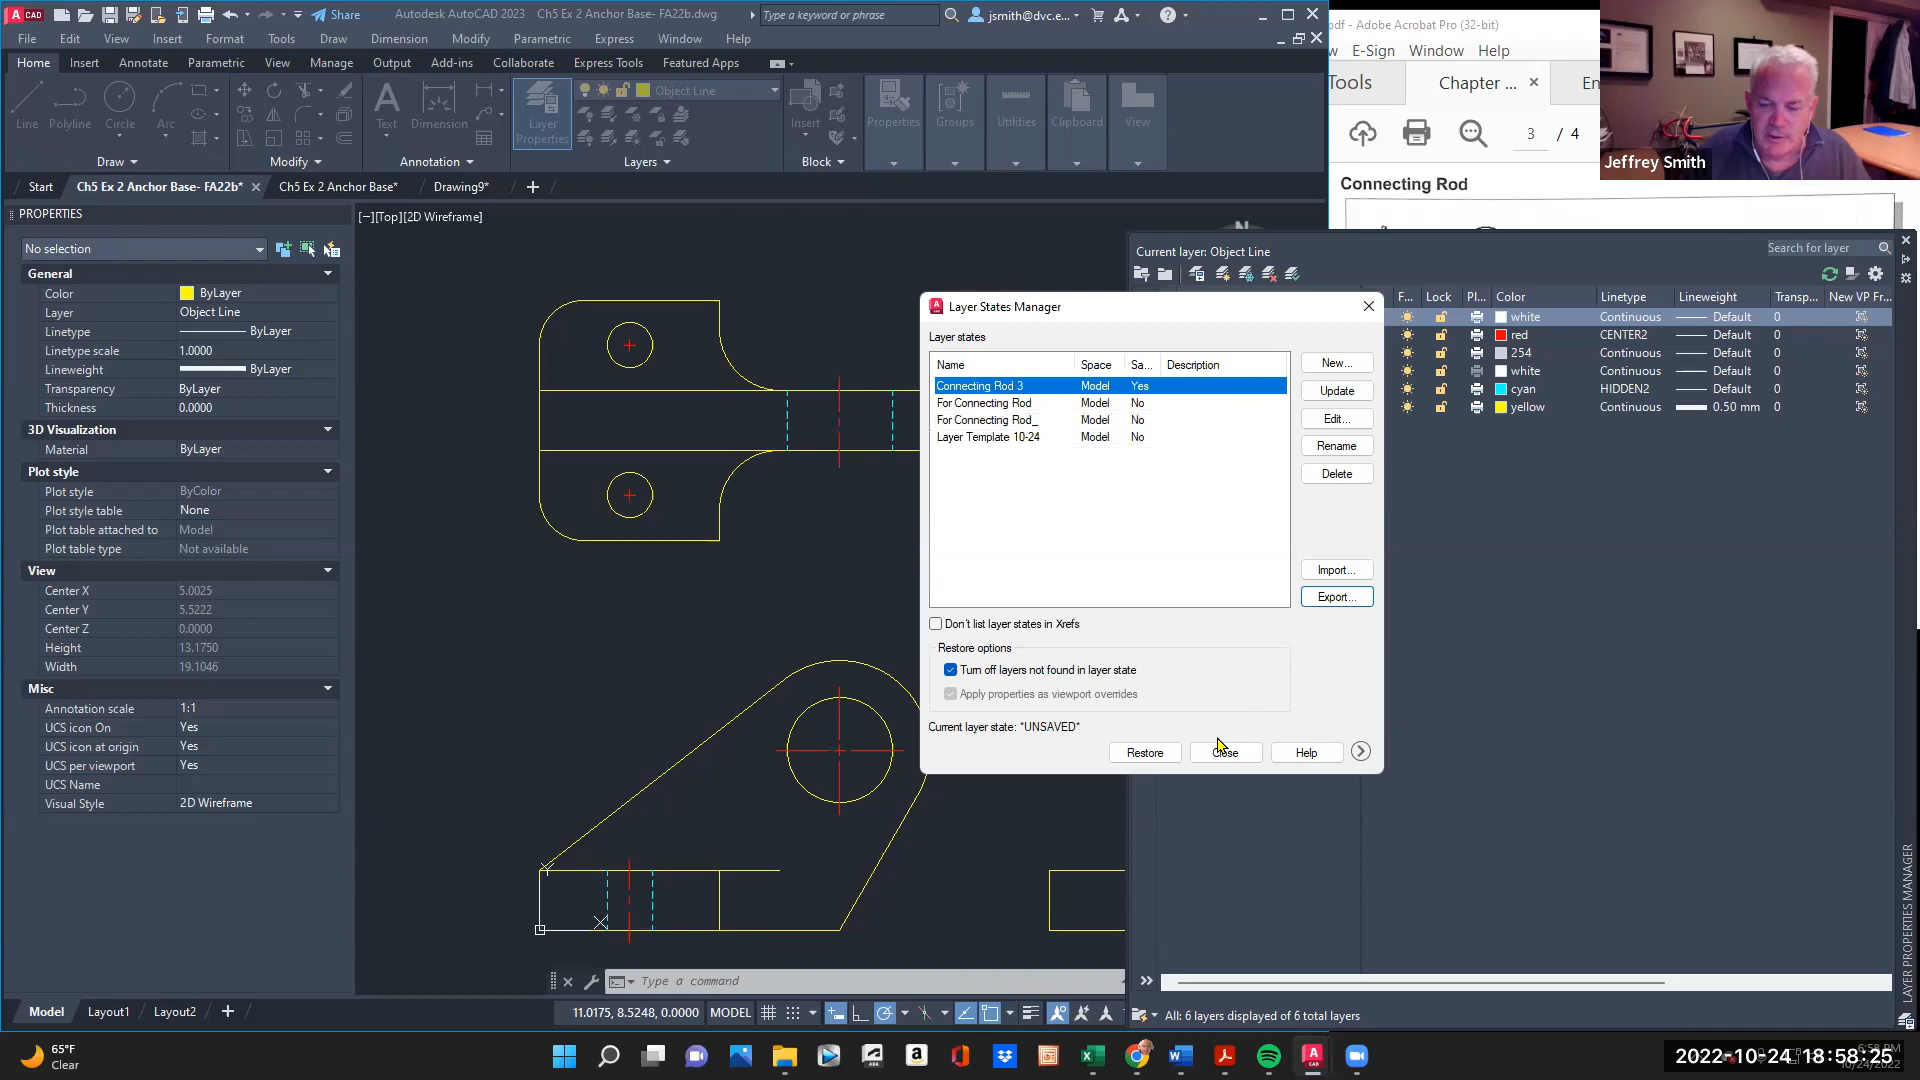 Share
Autodesk AutoCAD 2023 Ch5 Ex 2 Anchor Base- FA22b.dwg
Type a keyword or phrase
jsmith@dvc.e...
File Edit View Insert Format Tools Draw Dimension Modify Parametric Express Window Help
Home Insert Annotate Parametric View Manage Output Add-ins Collaborate Express Tools Featured Apps
Object Line
Line Polyline Circle Arc Text Dimension Layer Properties Insert Properties Groups Utilities Clipboard View
Draw Modify Annotation Layers Block
Start Ch5 Ex 2 Anchor Base- FA22b* Ch5 Ex 2 Anchor Base* Drawing9*
PROPERTIES
[−][Top][2D Wireframe]
No selection
General
Color ByLayer
Layer Object Line
Linetype ByLayer
Linetype scale 1.0000
Lineweight ByLayer
Transparency ByLayer
Thickness 0.0000
3D Visualization
Material ByLayer
Plot style
Plot style ByColor
Plot style table None
Plot table attached to Model
Plot table type Not available
View
Center X 5.0025
Center Y 5.5222
Center Z 0.0000
Height 13.1750
Width 19.1046
Misc
Annotation scale 1:1
UCS icon On Yes
UCS icon at origin Yes
UCS per viewport Yes
UCS Name
Visual Style 2D Wireframe
Layer States Manager
Layer states
Name Space Sa... Description
Connecting Rod 3 Model Yes
For Connecting Rod Model No
For Connecting Rod_ Model No
Layer Template 10-24 Model No
New...
Update
Edit...
Rename
Delete
Import...
Export...
Don't list layer states in Xrefs
Restore options
Turn off layers not found in layer state
Apply properties as viewport overrides
Current layer state: *UNSAVED*
Restore Close Help
pdf - Adobe Acrobat Pro (32-bit)
w E-Sign Window Help
Tools Chapter ... En
3 / 4
Jeffrey Smith
Connecting Rod
Current layer: Object Line
Search for layer
F... Lock Pl... Color Linetype Lineweight Transp... New VP Fr...
white Continuous Default 0
red CENTER2 Default 0
254 Continuous Default 0
white Continuous Default 0
cyan HIDDEN2 Default 0
yellow Continuous 0.50 mm 0
LAYER PROPERTIES MANAGER
All: 6 layers displayed of 6 total layers
Type a command
Model Layout1 Layout2
11.0175, 8.5248, 0.0000 MODEL
65°F
Clear
2022-10-24 18:58:25